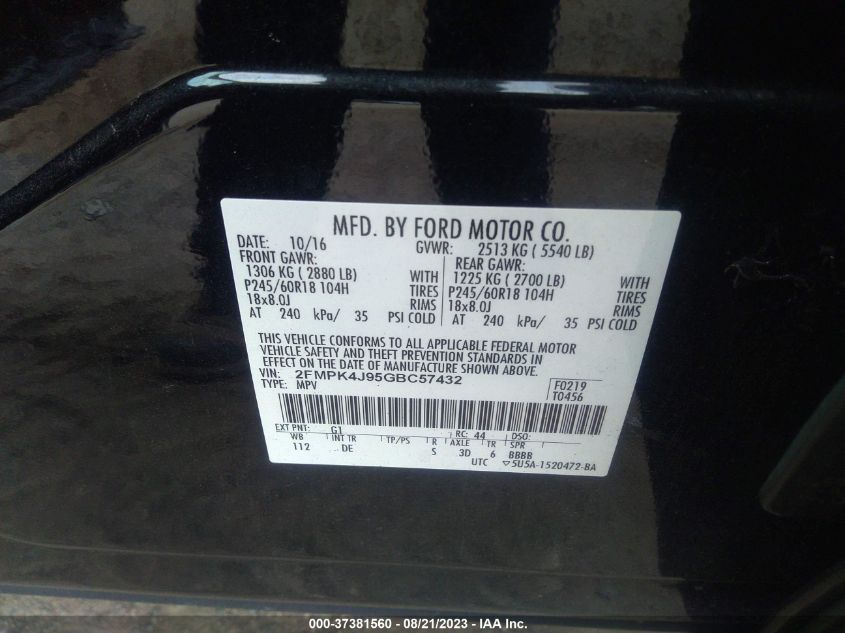 MFD. BY FORD MOTOR CO.
DATE: 10/16 GVWR: 2513 KG ( 5540 LB)
FRONT GAWR: REAR GAWR:
1306 KG ( 2880 LB) WITH 1225 KG ( 2700 LB) WITH
P245/60R18 104H TIRES P245/60R18 104H TIRES
18x8.0J RIMS 18x8.0J RIMS
AT 240 kPa/ 35 PSI COLD AT 240 kPa/ 35 PSI COLD
THIS VEHICLE CONFORMS TO ALL APPLICABLE FEDERAL MOTOR
VEHICLE SAFETY AND THEFT PREVENTION STANDARDS IN
EFFECT ON THE DATE OF MANUFACTURE SHOWN ABOVE.
VIN: 2FMPK4J95GBC57432 F0219
TYPE: MPV T0456
EXT PNT: G1 RC: 44 DSO:
WB INT TR TP/PS R AXLE TR SPR
112 DE S 3D 6 BBBB
UTC ▽5U5A-1520472-BA
000-37381560 — 08/21/2023 — IAA Inc.